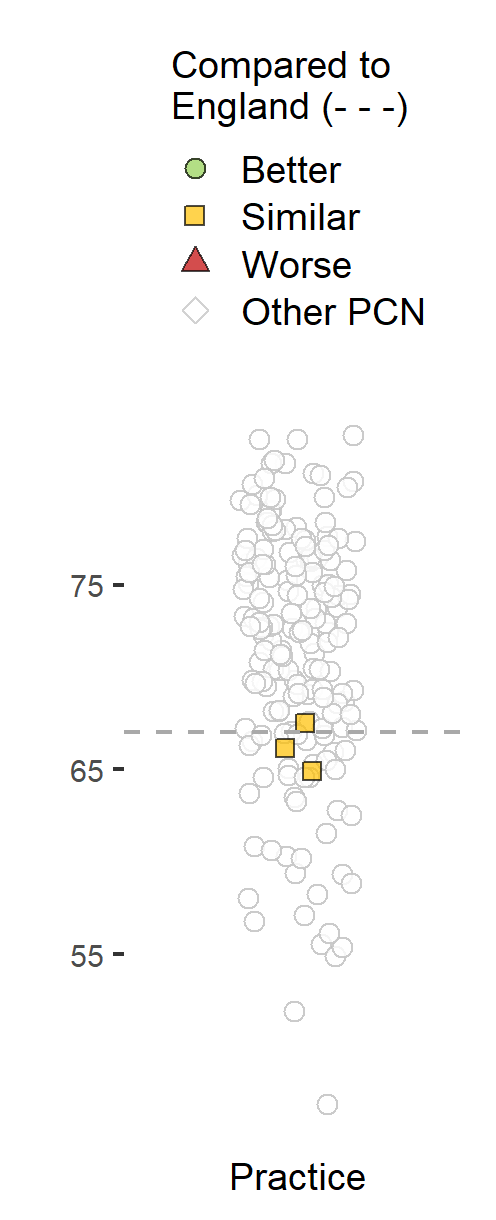 Compared to
England (- - -)
Better
Similar
Worse
Other PCN
75
65
55
Practice